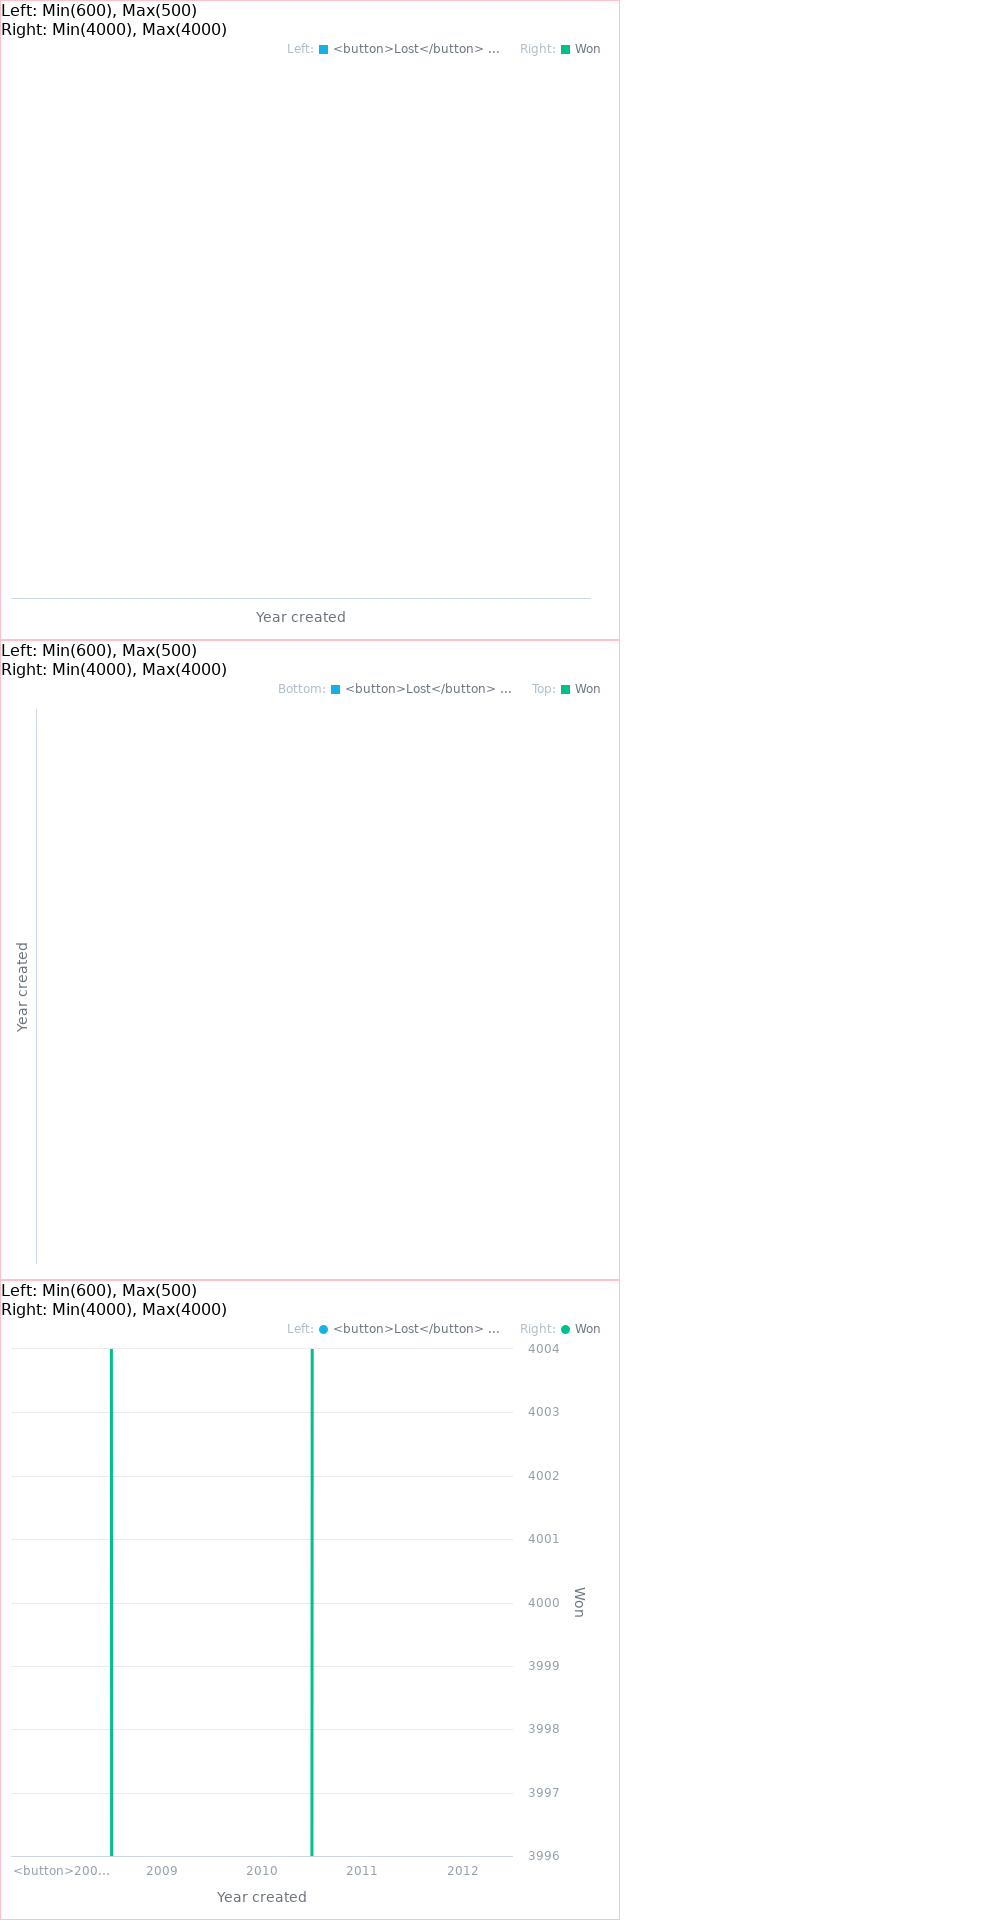 Left: Min(600), Max(500)
Right: Min(4000), Max(4000)
Left: <button>Lost</button> ... Right: Won
Year created
Left: Min(600), Max(500)
Right: Min(4000), Max(4000)
Bottom: <button>Lost</button> ... Top: Won
Year created
Left: Min(600), Max(500)
Right: Min(4000), Max(4000)
Left: <button>Lost</button> ... Right: Won
4004
4003
4002
4001
4000
Won
3999
3998
3997
3996
<button>200... 2009 2010 2011 2012
Year created